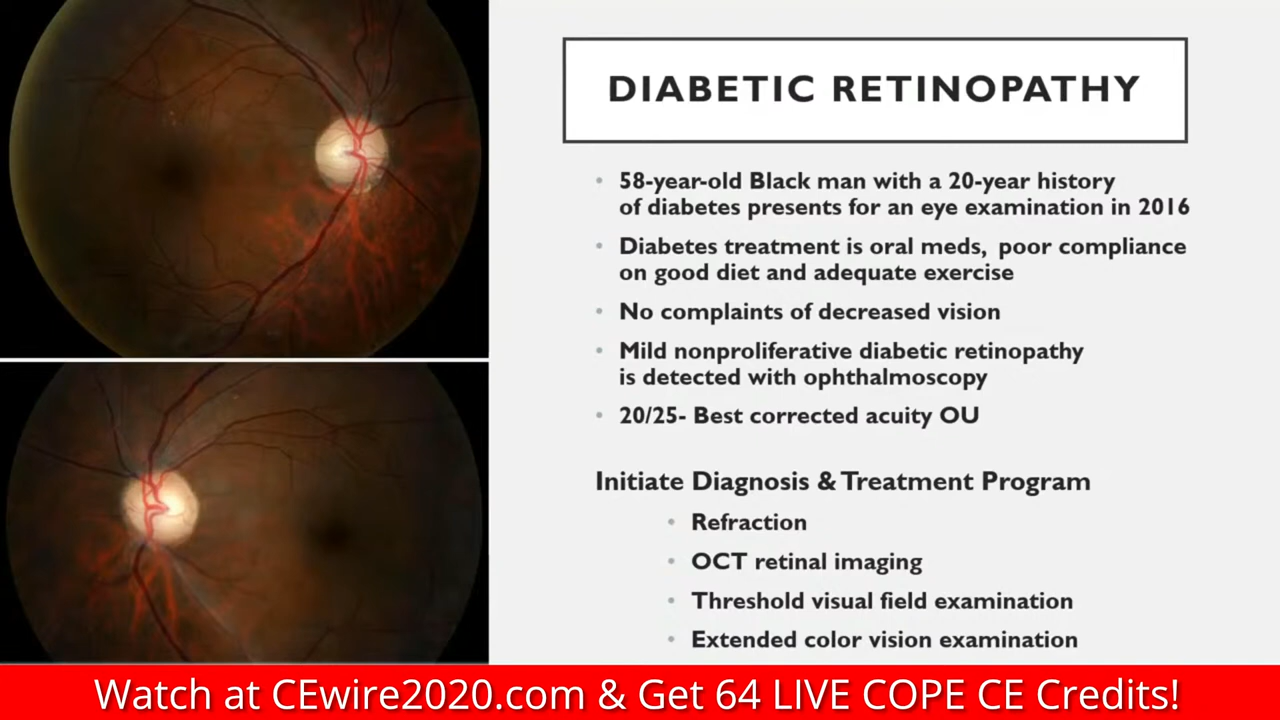 DIABETIC RETINOPATHY
• 58-year-old Black man with a 20-year history
of diabetes presents for an eye examination in 2016
• Diabetes treatment is oral meds, poor compliance
on good diet and adequate exercise
• No complaints of decreased vision
• Mild nonproliferative diabetic retinopathy
is detected with ophthalmoscopy
• 20/25- Best corrected acuity OU
Initiate Diagnosis & Treatment Program
• Refraction
• OCT retinal imaging
• Threshold visual field examination
• Extended color vision examination
Watch at CEwire2020.com & Get 64 LIVE COPE CE Credits!